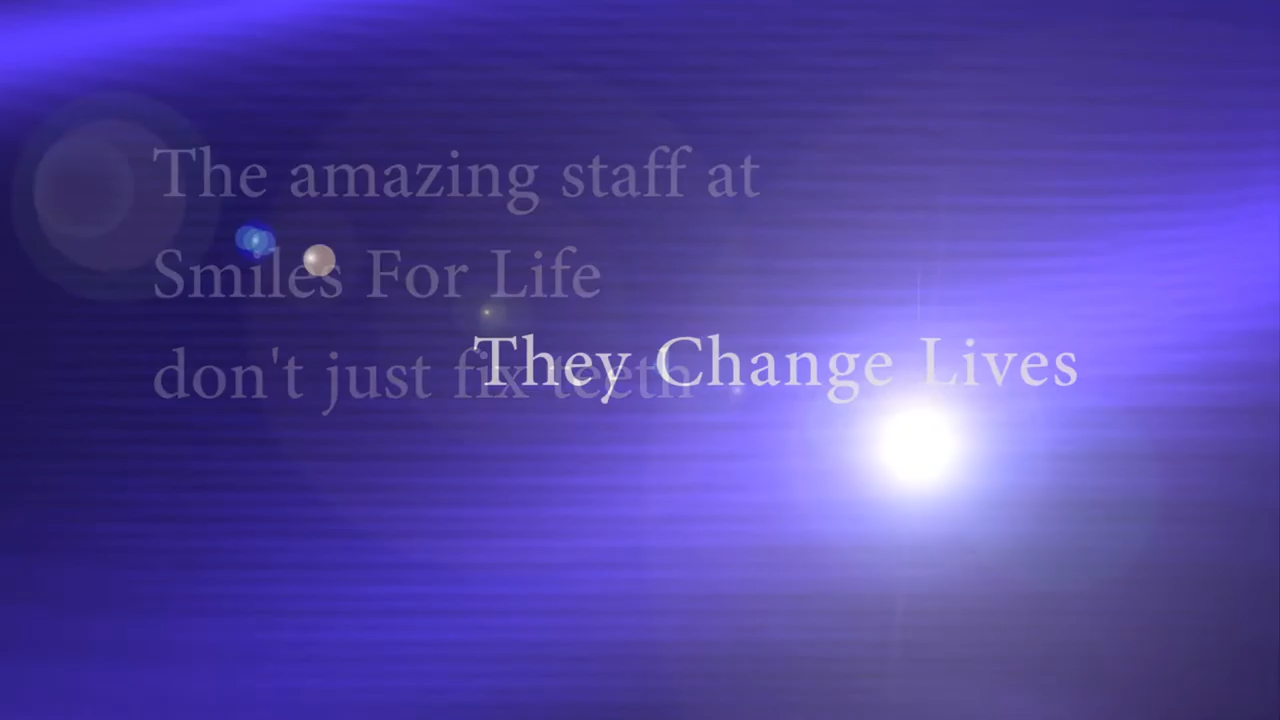 The amazing staff at
Smiles For Life
don't just fix teeth
They Change Lives